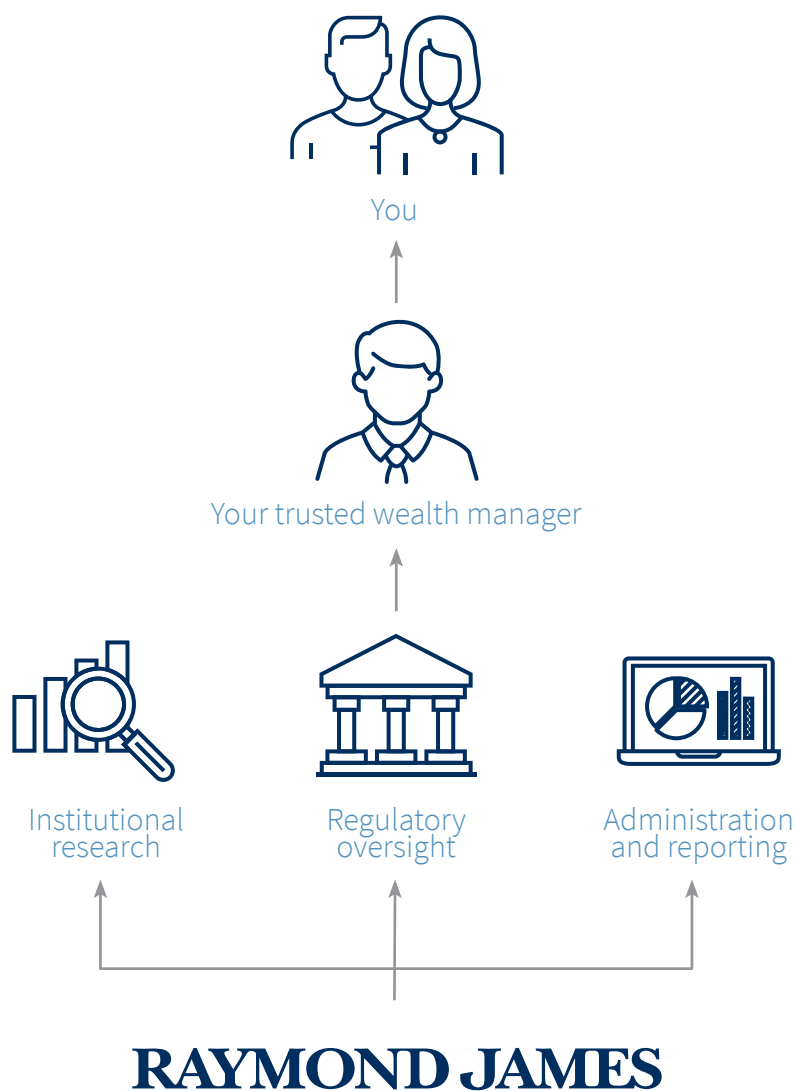 You
Your trusted wealth manager
Institutional
research
Regulatory
oversight
Administration
and reporting
RAYMOND JAMES